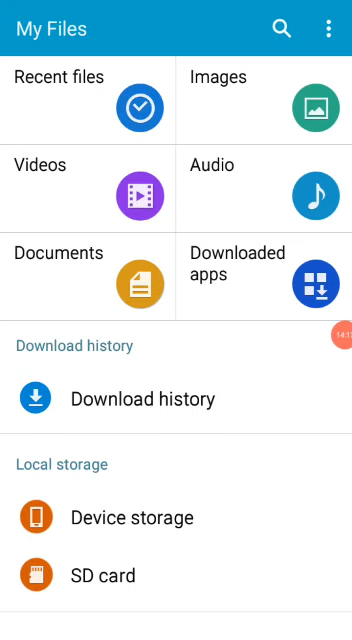 My Files
Recent files
Images
Videos
Audio
Documents
Downloaded
apps
Download history
Download history
Local storage
Device storage
SD card